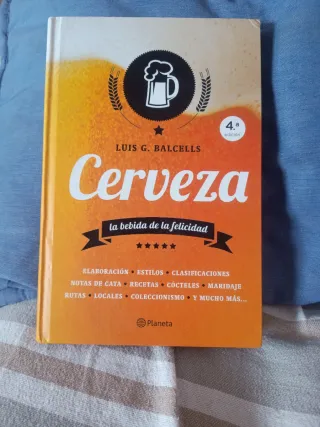 LUIS G. BALCELLS
4.ª
EDICIÓN
Cerveza
la bebida de la felicidad
ELABORACIÓN • ESTILOS • CLASIFICACIONES
NOTAS DE CATA • RECETAS • CÓCTELES • MARIDAJE
RUTAS • LOCALES • COLECCIONISMO • Y MUCHO MÁS...
Planeta